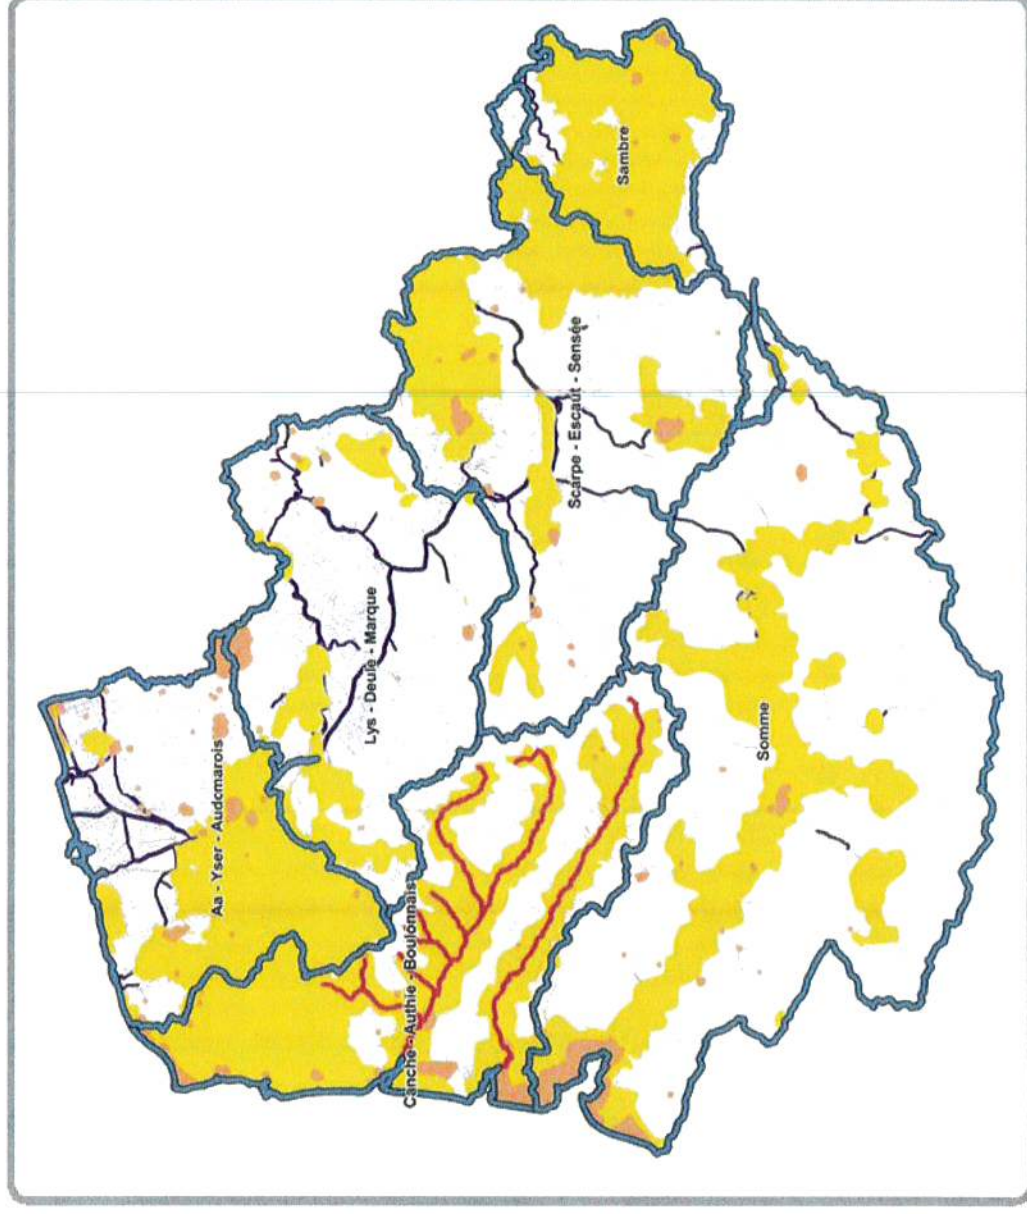 Aa - Yser - Audomarois
Lys - Deule - Marque
Canche - Authie - Boulonnais
Scarpe - Escaut - Sensée
Sambre
Somme